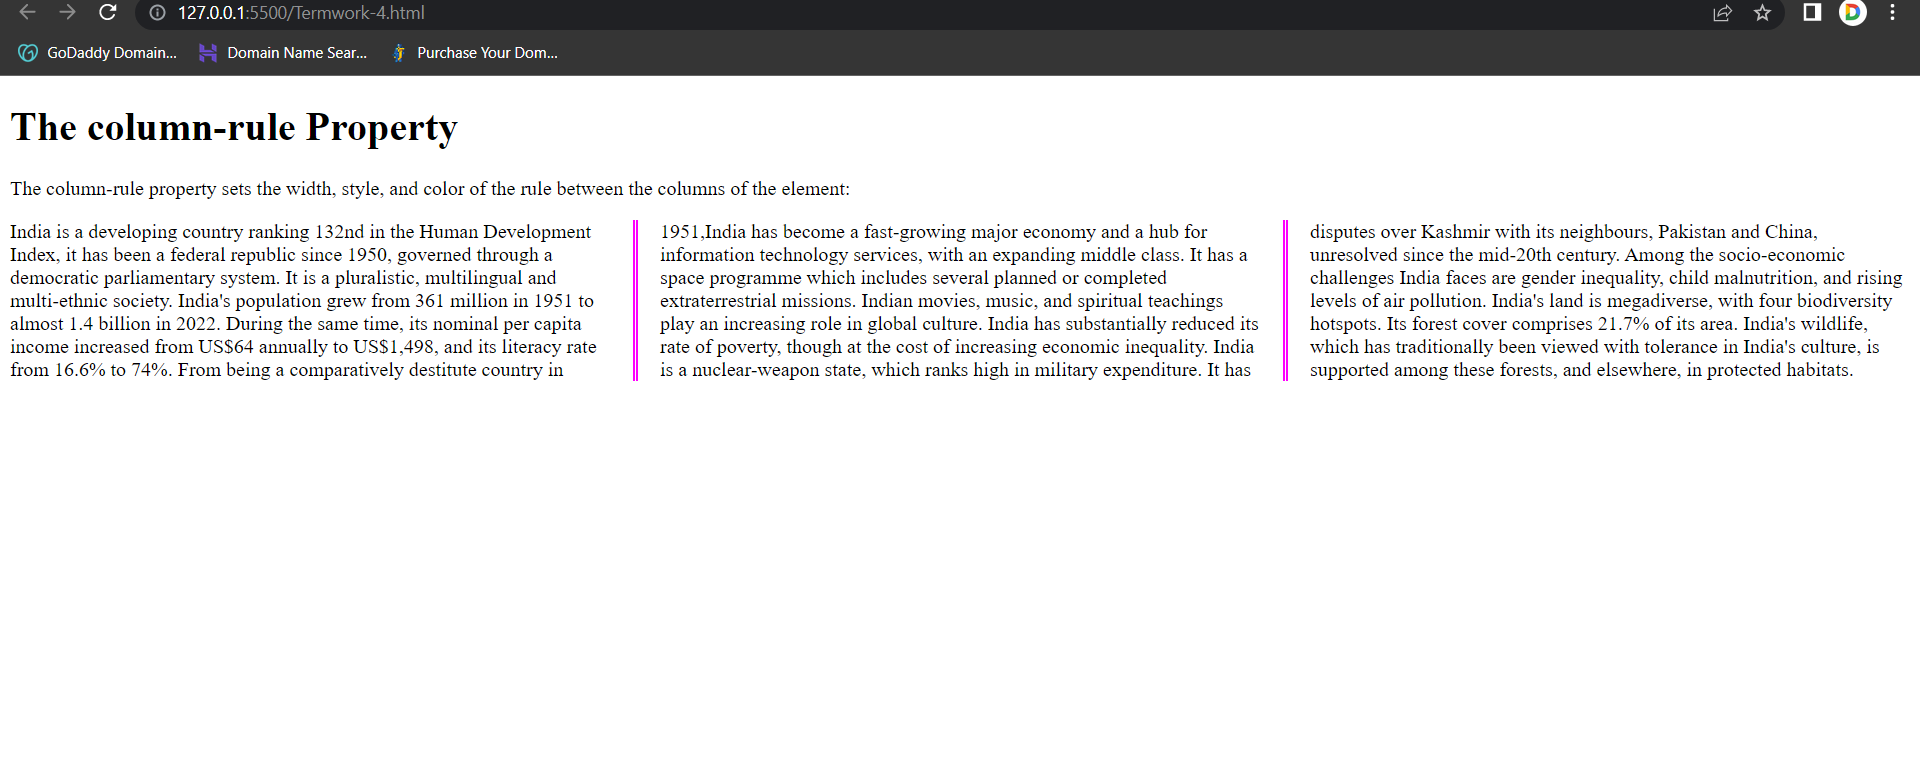 127.0.0.1:5500/Termwork-4.html
GoDaddy Domain... Domain Name Sear... Purchase Your Dom...
The column-rule Property
The column-rule property sets the width, style, and color of the rule between the columns of the element:
India is a developing country ranking 132nd in the Human Development
Index, it has been a federal republic since 1950, governed through a
democratic parliamentary system. It is a pluralistic, multilingual and
multi-ethnic society. India's population grew from 361 million in 1951 to
almost 1.4 billion in 2022. During the same time, its nominal per capita
income increased from US$64 annually to US$1,498, and its literacy rate
from 16.6% to 74%. From being a comparatively destitute country in
1951,India has become a fast-growing major economy and a hub for
information technology services, with an expanding middle class. It has a
space programme which includes several planned or completed
extraterrestrial missions. Indian movies, music, and spiritual teachings
play an increasing role in global culture. India has substantially reduced its
rate of poverty, though at the cost of increasing economic inequality. India
is a nuclear-weapon state, which ranks high in military expenditure. It has
disputes over Kashmir with its neighbours, Pakistan and China,
unresolved since the mid-20th century. Among the socio-economic
challenges India faces are gender inequality, child malnutrition, and rising
levels of air pollution. India's land is megadiverse, with four biodiversity
hotspots. Its forest cover comprises 21.7% of its area. India's wildlife,
which has traditionally been viewed with tolerance in India's culture, is
supported among these forests, and elsewhere, in protected habitats.